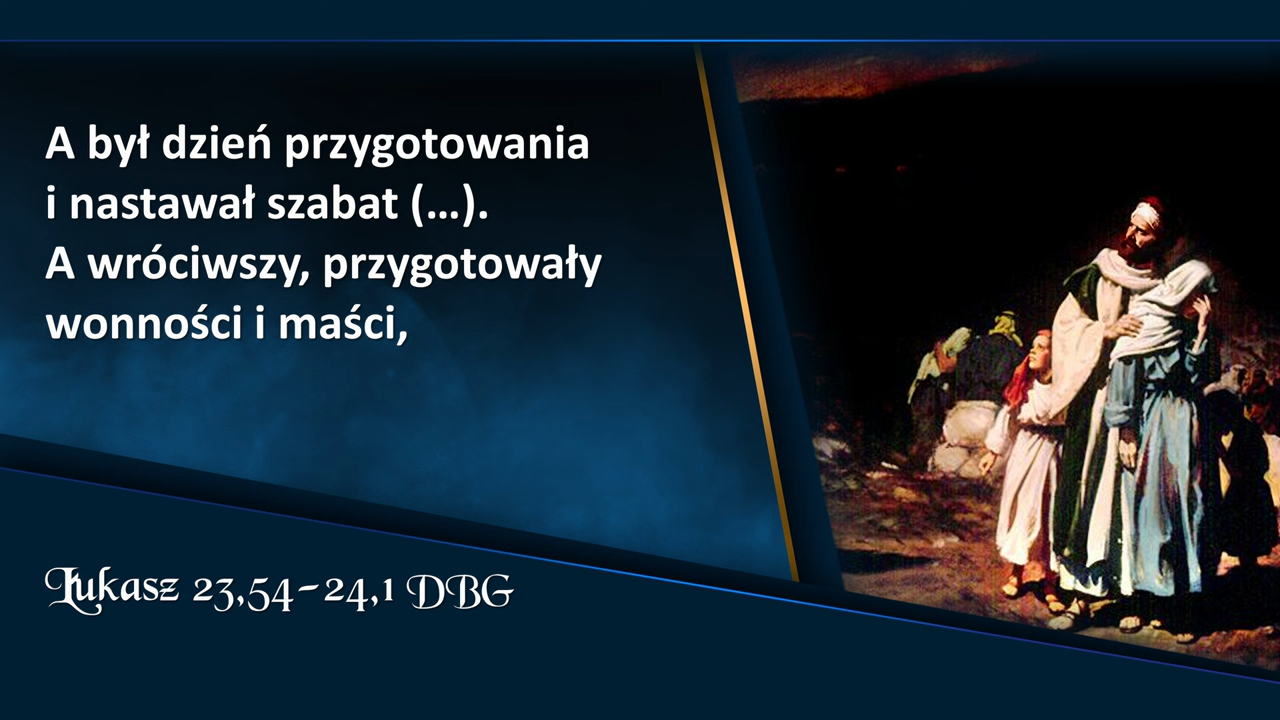 A był dzień przygotowania
i nastawał szabat (…).
A wróciwszy, przygotowały
wonności i maści,
Łukasz 23,54-24,1 DBG